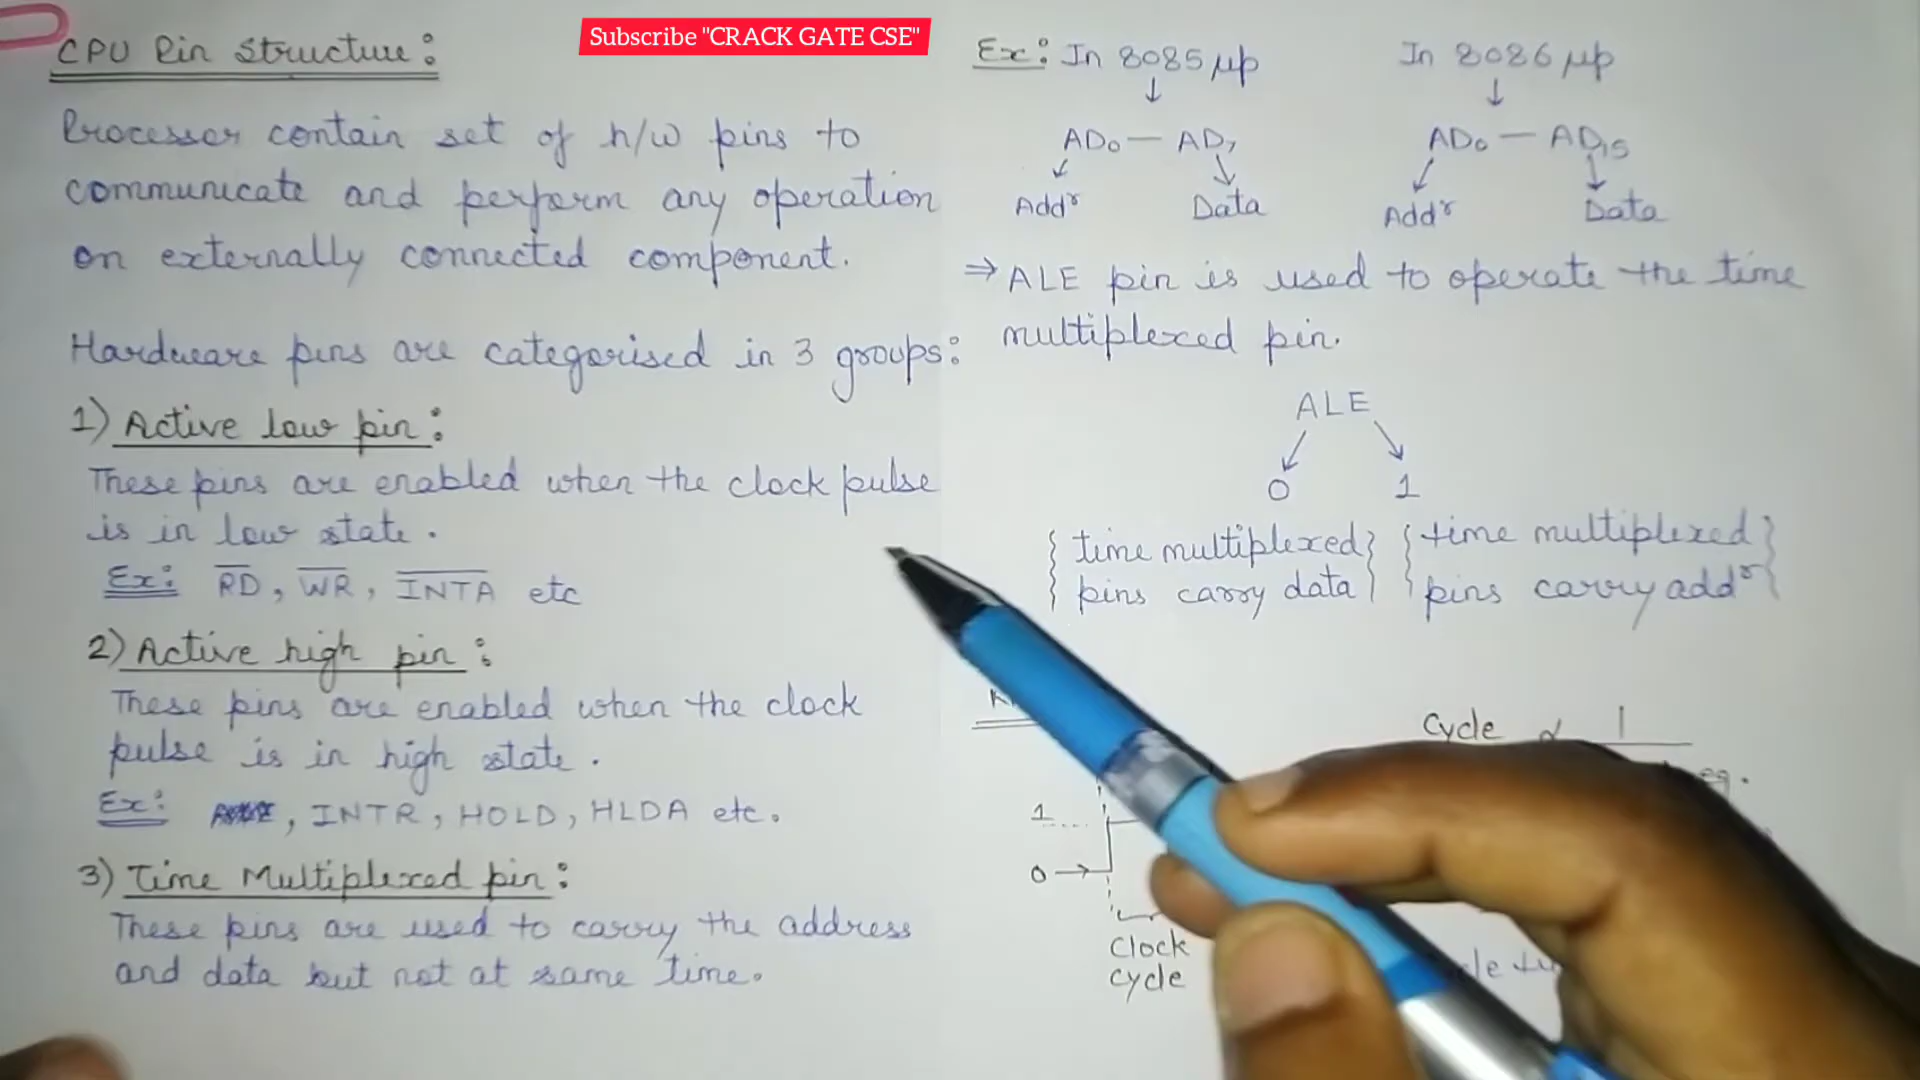 Subscribe "CRACK GATE CSE"
CPU Pin Structure:
Processor contain set of h/w pins to
communicate and perform any operation
on externally connected component.
Hardware pins are categorised in 3 groups:
1) Active low pin:
These pins are enabled when the clock pulse
is in low state.
Ex: R̅D̅, W̅R̅, I̅N̅T̅A̅ etc
2) Active high pin:
These pins are enabled when the clock
pulse is in high state.
Ex: , INTR, HOLD, HLDA etc.
3) Time Multiplexed pin:
These pins are used to carry the address
and data but not at same time.
Ex: In 8085 μp In 8086 μp
↓ ↓
AD₀ — AD₇ AD₀ — AD₁₅
Addʳ Data Addʳ Data
⇒ ALE pin is used to operate the time
multiplexed pin.
ALE
0 1
{time multiplexed} {time multiplexed}
{pins carry data} {pins carry addʳ}
Cycle α 1
1
0 →
Clock
cycle